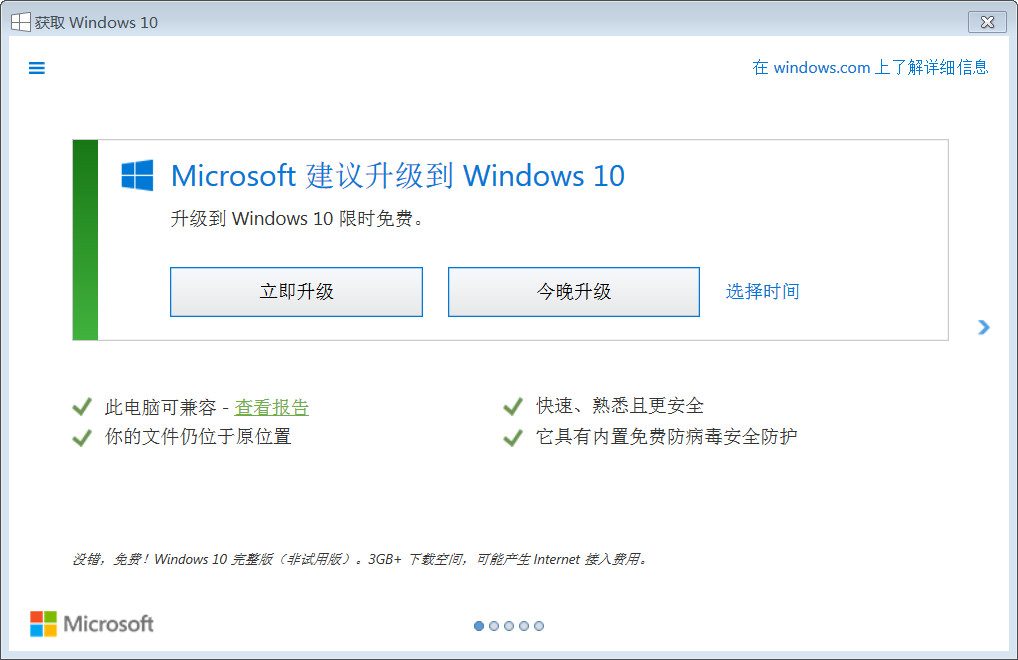 获取 Windows 10
在 windows.com 上了解详细信息
Microsoft 建议升级到 Windows 10
升级到 Windows 10 限时免费。
立即升级
今晚升级
选择时间
此电脑可兼容 - 查看报告
你的文件仍位于原位置
快速、熟悉且更安全
它具有内置免费防病毒安全防护
没错，免费！Windows 10 完整版（非试用版）。3GB+ 下载空间，可能产生 Internet 接入费用。
Microsoft